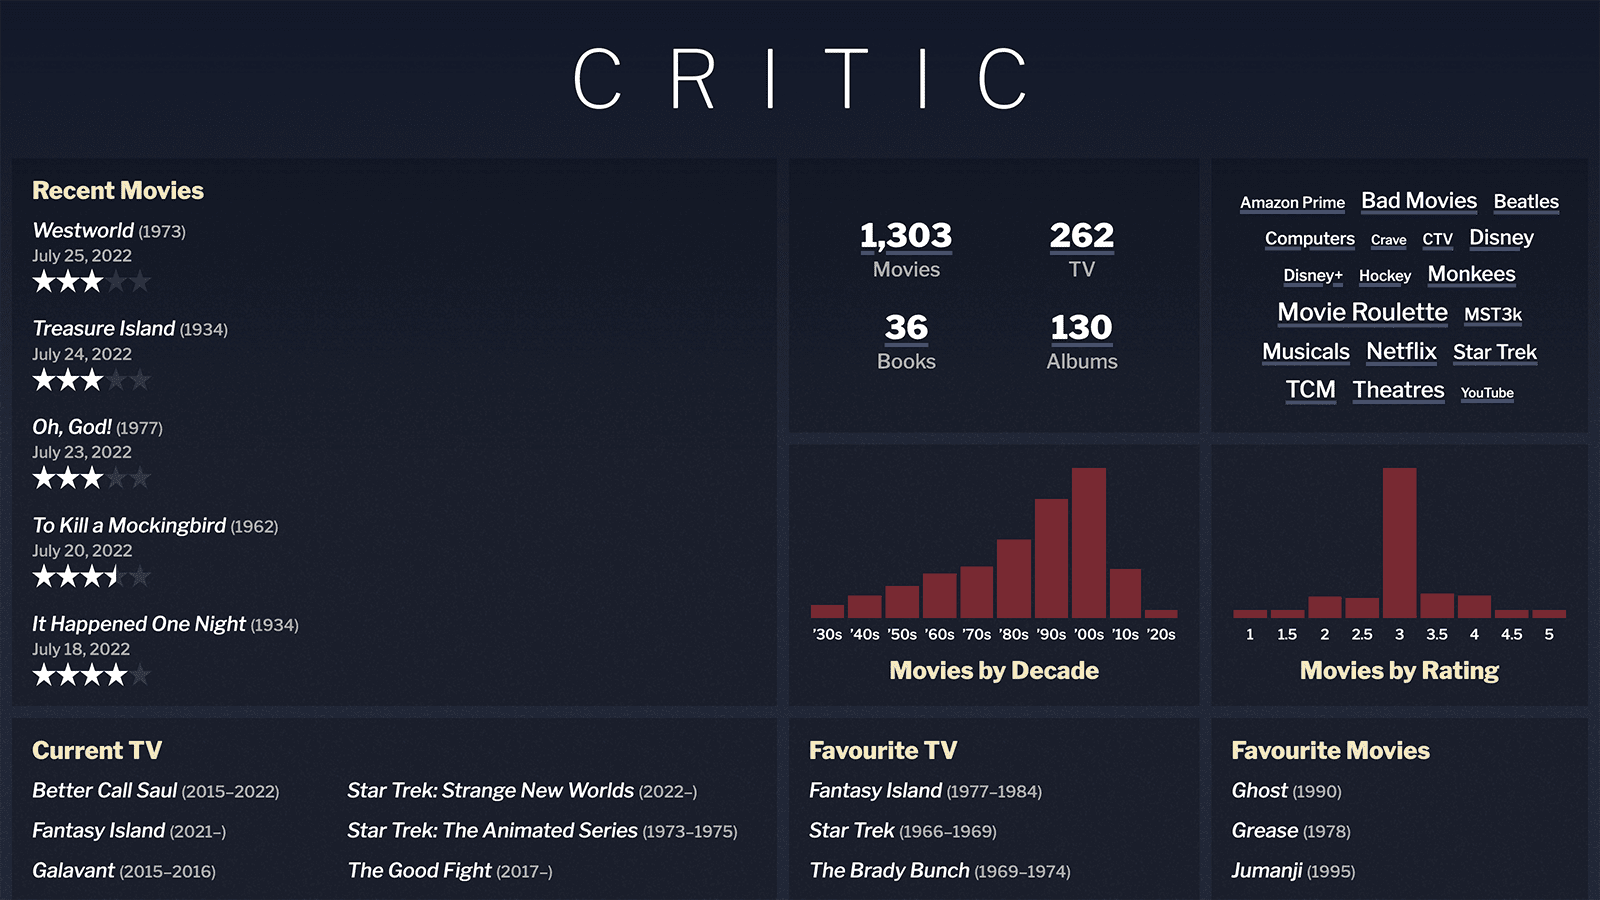 CRITIC
Recent Movies
Westworld (1973)
July 25, 2022
Treasure Island (1934)
July 24, 2022
Oh, God! (1977)
July 23, 2022
To Kill a Mockingbird (1962)
July 20, 2022
It Happened One Night (1934)
July 18, 2022
1,303 262
Movies TV
36 130
Books Albums
Amazon Prime Bad Movies Beatles
Computers Crave CTV Disney
Disney+ Hockey Monkees
Movie Roulette MST3k
Musicals Netflix Star Trek
TCM Theatres YouTube
’30s ’40s ’50s ’60s ’70s ’80s ’90s ’00s ’10s ’20s
Movies by Decade
1 1.5 2 2.5 3 3.5 4 4.5 5
Movies by Rating
Current TV
Better Call Saul (2015–2022) Star Trek: Strange New Worlds (2022–)
Fantasy Island (2021–) Star Trek: The Animated Series (1973–1975)
Galavant (2015–2016) The Good Fight (2017–)
Favourite TV
Fantasy Island (1977–1984)
Star Trek (1966–1969)
The Brady Bunch (1969–1974)
Favourite Movies
Ghost (1990)
Grease (1978)
Jumanji (1995)